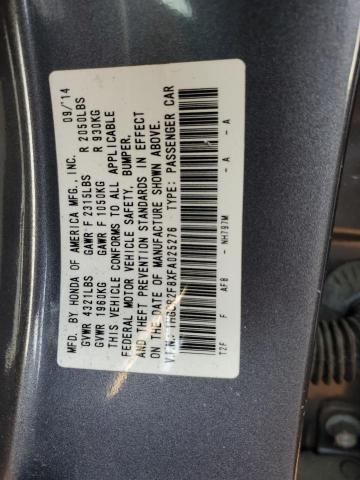 MFD. BY HONDA OF AMERICA MFG., INC. 09/'14
GVWR 4321LBS GAWR F 2315LBS R 2050LBS
GVWR 1960KG GAWR F 1050KG R 930KG
THIS VEHICLE CONFORMS TO ALL APPLICABLE
FEDERAL MOTOR VEHICLE SAFETY, BUMPER,
AND THEFT PREVENTION STANDARDS IN EFFECT
ON THE DATE OF MANUFACTURE SHOWN ABOVE.
V.I.N.: 1HGCR2F8XFA025276 TYPE: PASSENGER CAR
T2F F AF8 - NH797M - A - A